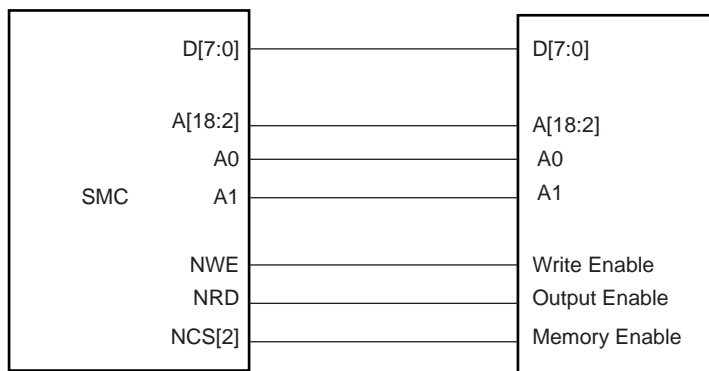 D[7:0] D[7:0]
A[18:2] A[18:2]
A0 A0
SMC A1 A1
NWE Write Enable
NRD Output Enable
NCS[2] Memory Enable